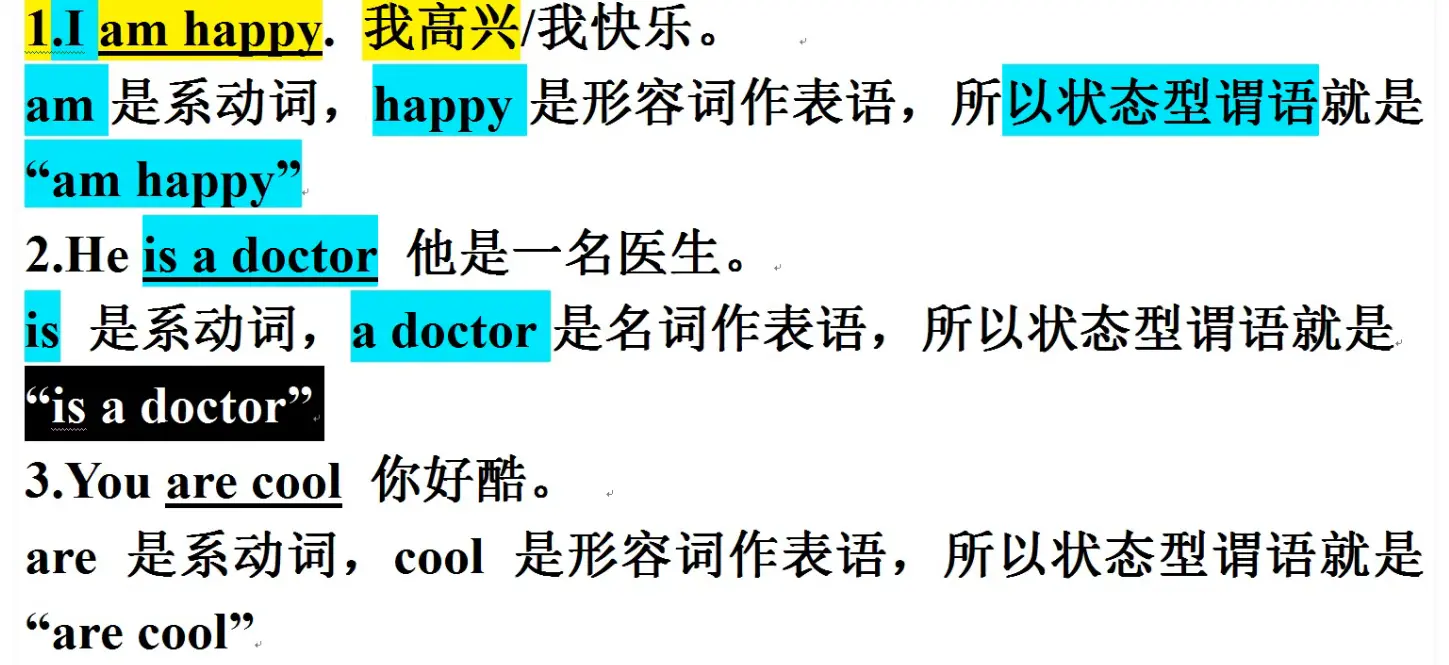 1.I am happy. 我高兴/我快乐。
am 是系动词，happy 是形容词作表语，所以状态型谓语就是
“am happy”
2.He is a doctor 他是一名医生。
is 是系动词，a doctor 是名词作表语，所以状态型谓语就是
“is a doctor”
3.You are cool 你好酷。
are 是系动词，cool 是形容词作表语，所以状态型谓语就是
“are cool”